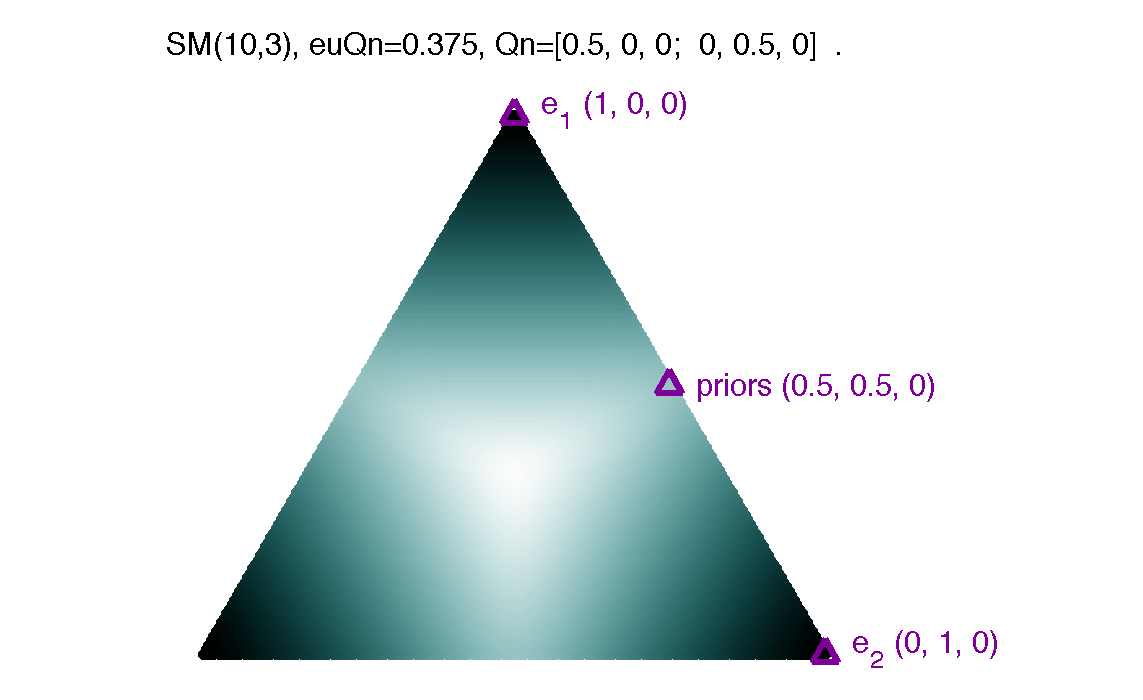 SM(10,3), euQn=0.375, Qn=[0.5, 0, 0;  0, 0.5, 0]  .
e1 (1, 0, 0)
priors (0.5, 0.5, 0)
e2 (0, 1, 0)